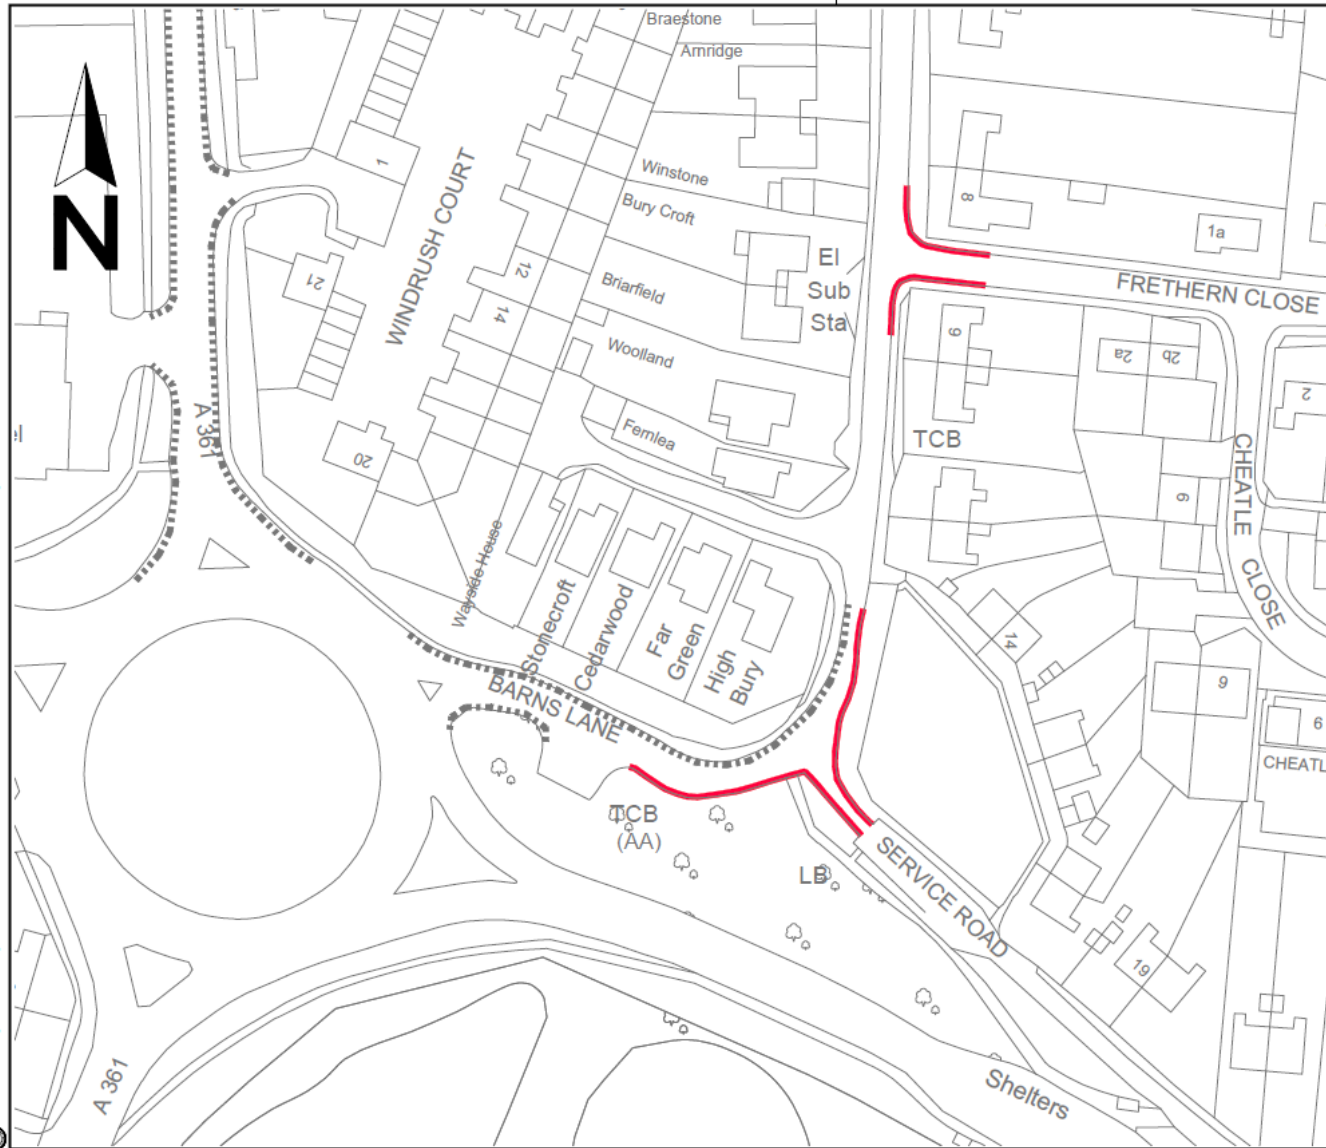 Braestone
Amridge
N
1
WINDRUSH COURT
Winstone
Bury Croft
8
1a
El
Sub
Sta
FRETHERN CLOSE
21
12
14
Briarfield
Woolland
9
2a
2b
2
A 361
Fernlea
TCB
20
9
CHEATLE
CLOSE
Wayside House
Stonecroft
Cedarwood
Far
Green
High
Bury
14
9
6
CHEATL
BARNS LANE
TCB
(AA)
LB
SERVICE ROAD
19
A 361
Shelters